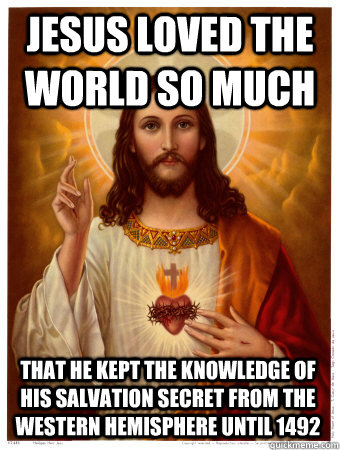 JESUS LOVED THE
WORLD SO MUCH
THAT HE KEPT THE KNOWLEDGE OF
HIS SALVATION SECRET FROM THE
WESTERN HEMISPHERE UNTIL 1492
quickmeme.com